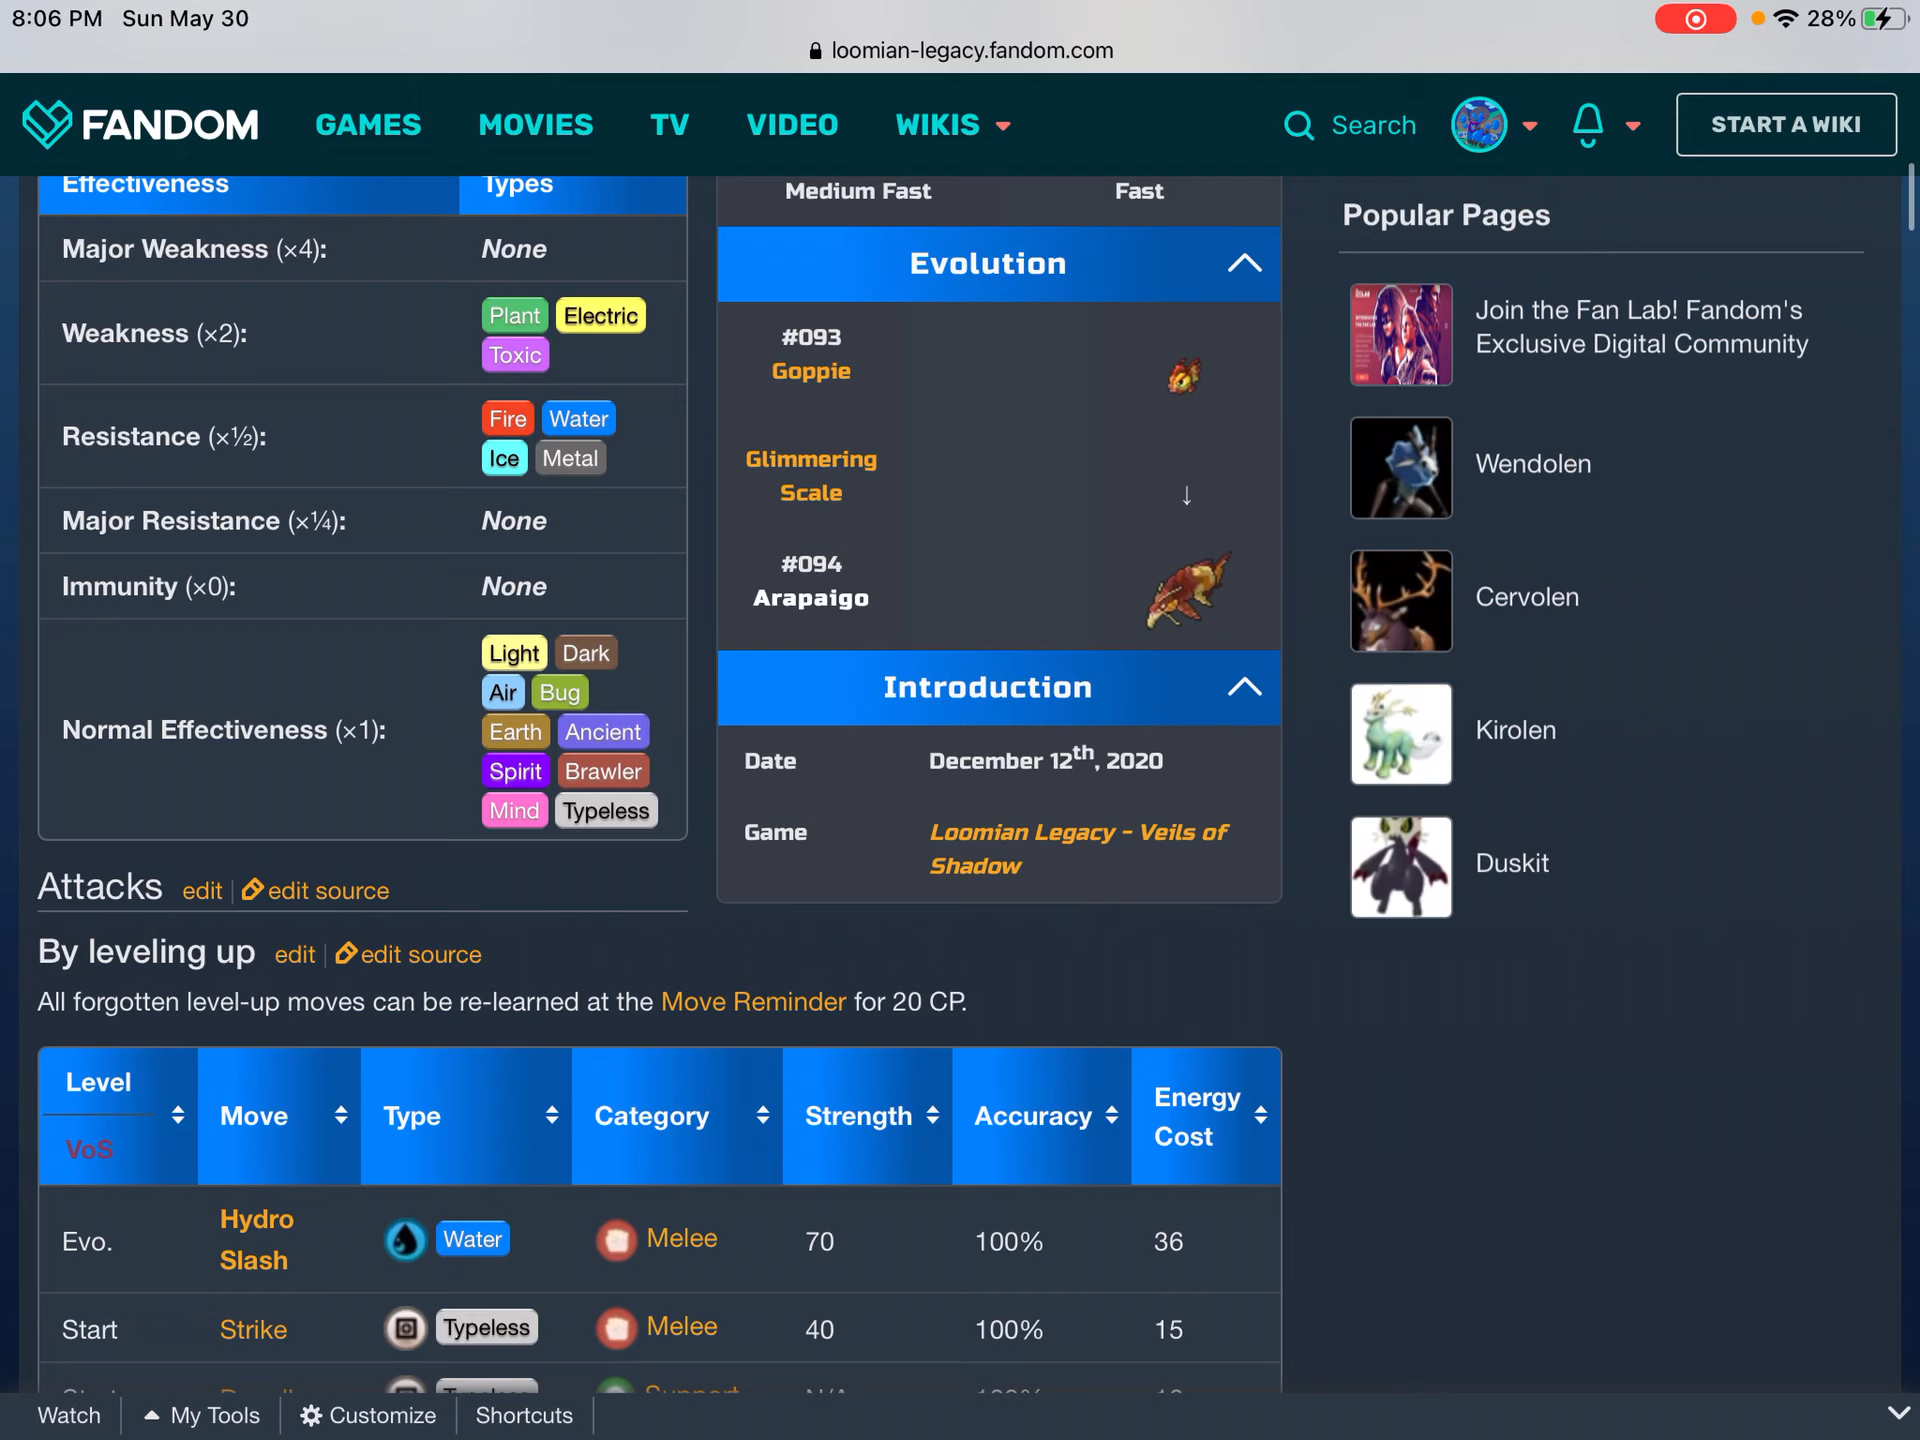 8:06 PM Sun May 30
28%
loomian-legacy.fandom.com
FANDOM
GAMES MOVIES TV VIDEO WIKIS Search START A WIKI
Effectiveness Types
Major Weakness (×4): None
Weakness (×2): Plant Electric
Toxic
Resistance (×½): Fire Water
Ice Metal
Major Resistance (×¼): None
Immunity (×0): None
Normal Effectiveness (×1): Light Dark
Air Bug
Earth Ancient
Spirit Brawler
Mind Typeless
Medium Fast Fast
Evolution
#093
Goppie
Glimmering
Scale
↓
#094
Arapaigo
Introduction
Date December 12th, 2020
Game Loomian Legacy - Veils of
Shadow
Popular Pages
Join the Fan Lab! Fandom's
Exclusive Digital Community
Wendolen
Cervolen
Kirolen
Duskit
Attacks edit | edit source
By leveling up edit | edit source
All forgotten level-up moves can be re-learned at the Move Reminder for 20 CP.
Level
VoS
Move Type Category Strength Accuracy Energy
Cost
Evo. Hydro
Slash Water Melee 70 100% 36
Start Strike Typeless Melee 40 100% 15
Watch My Tools Customize Shortcuts